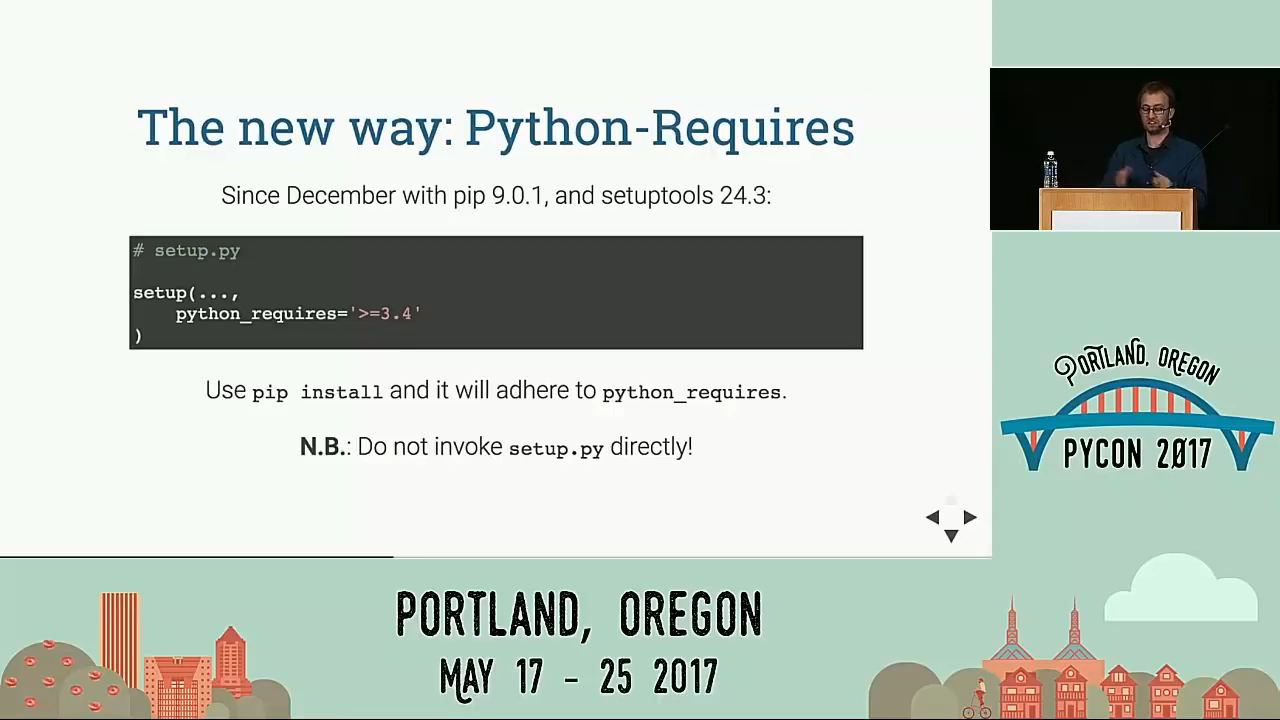 The new way: Python-Requires
Since December with pip 9.0.1, and setuptools 24.3:
# setup.py
setup(...,
    python_requires='>=3.4'
)
Use pip install and it will adhere to python_requires.
N.B.: Do not invoke setup.py directly!
PORTLAND, OREGON
PYCON 2017
PORTLAND, OREGON
MAY 17 - 25 2017